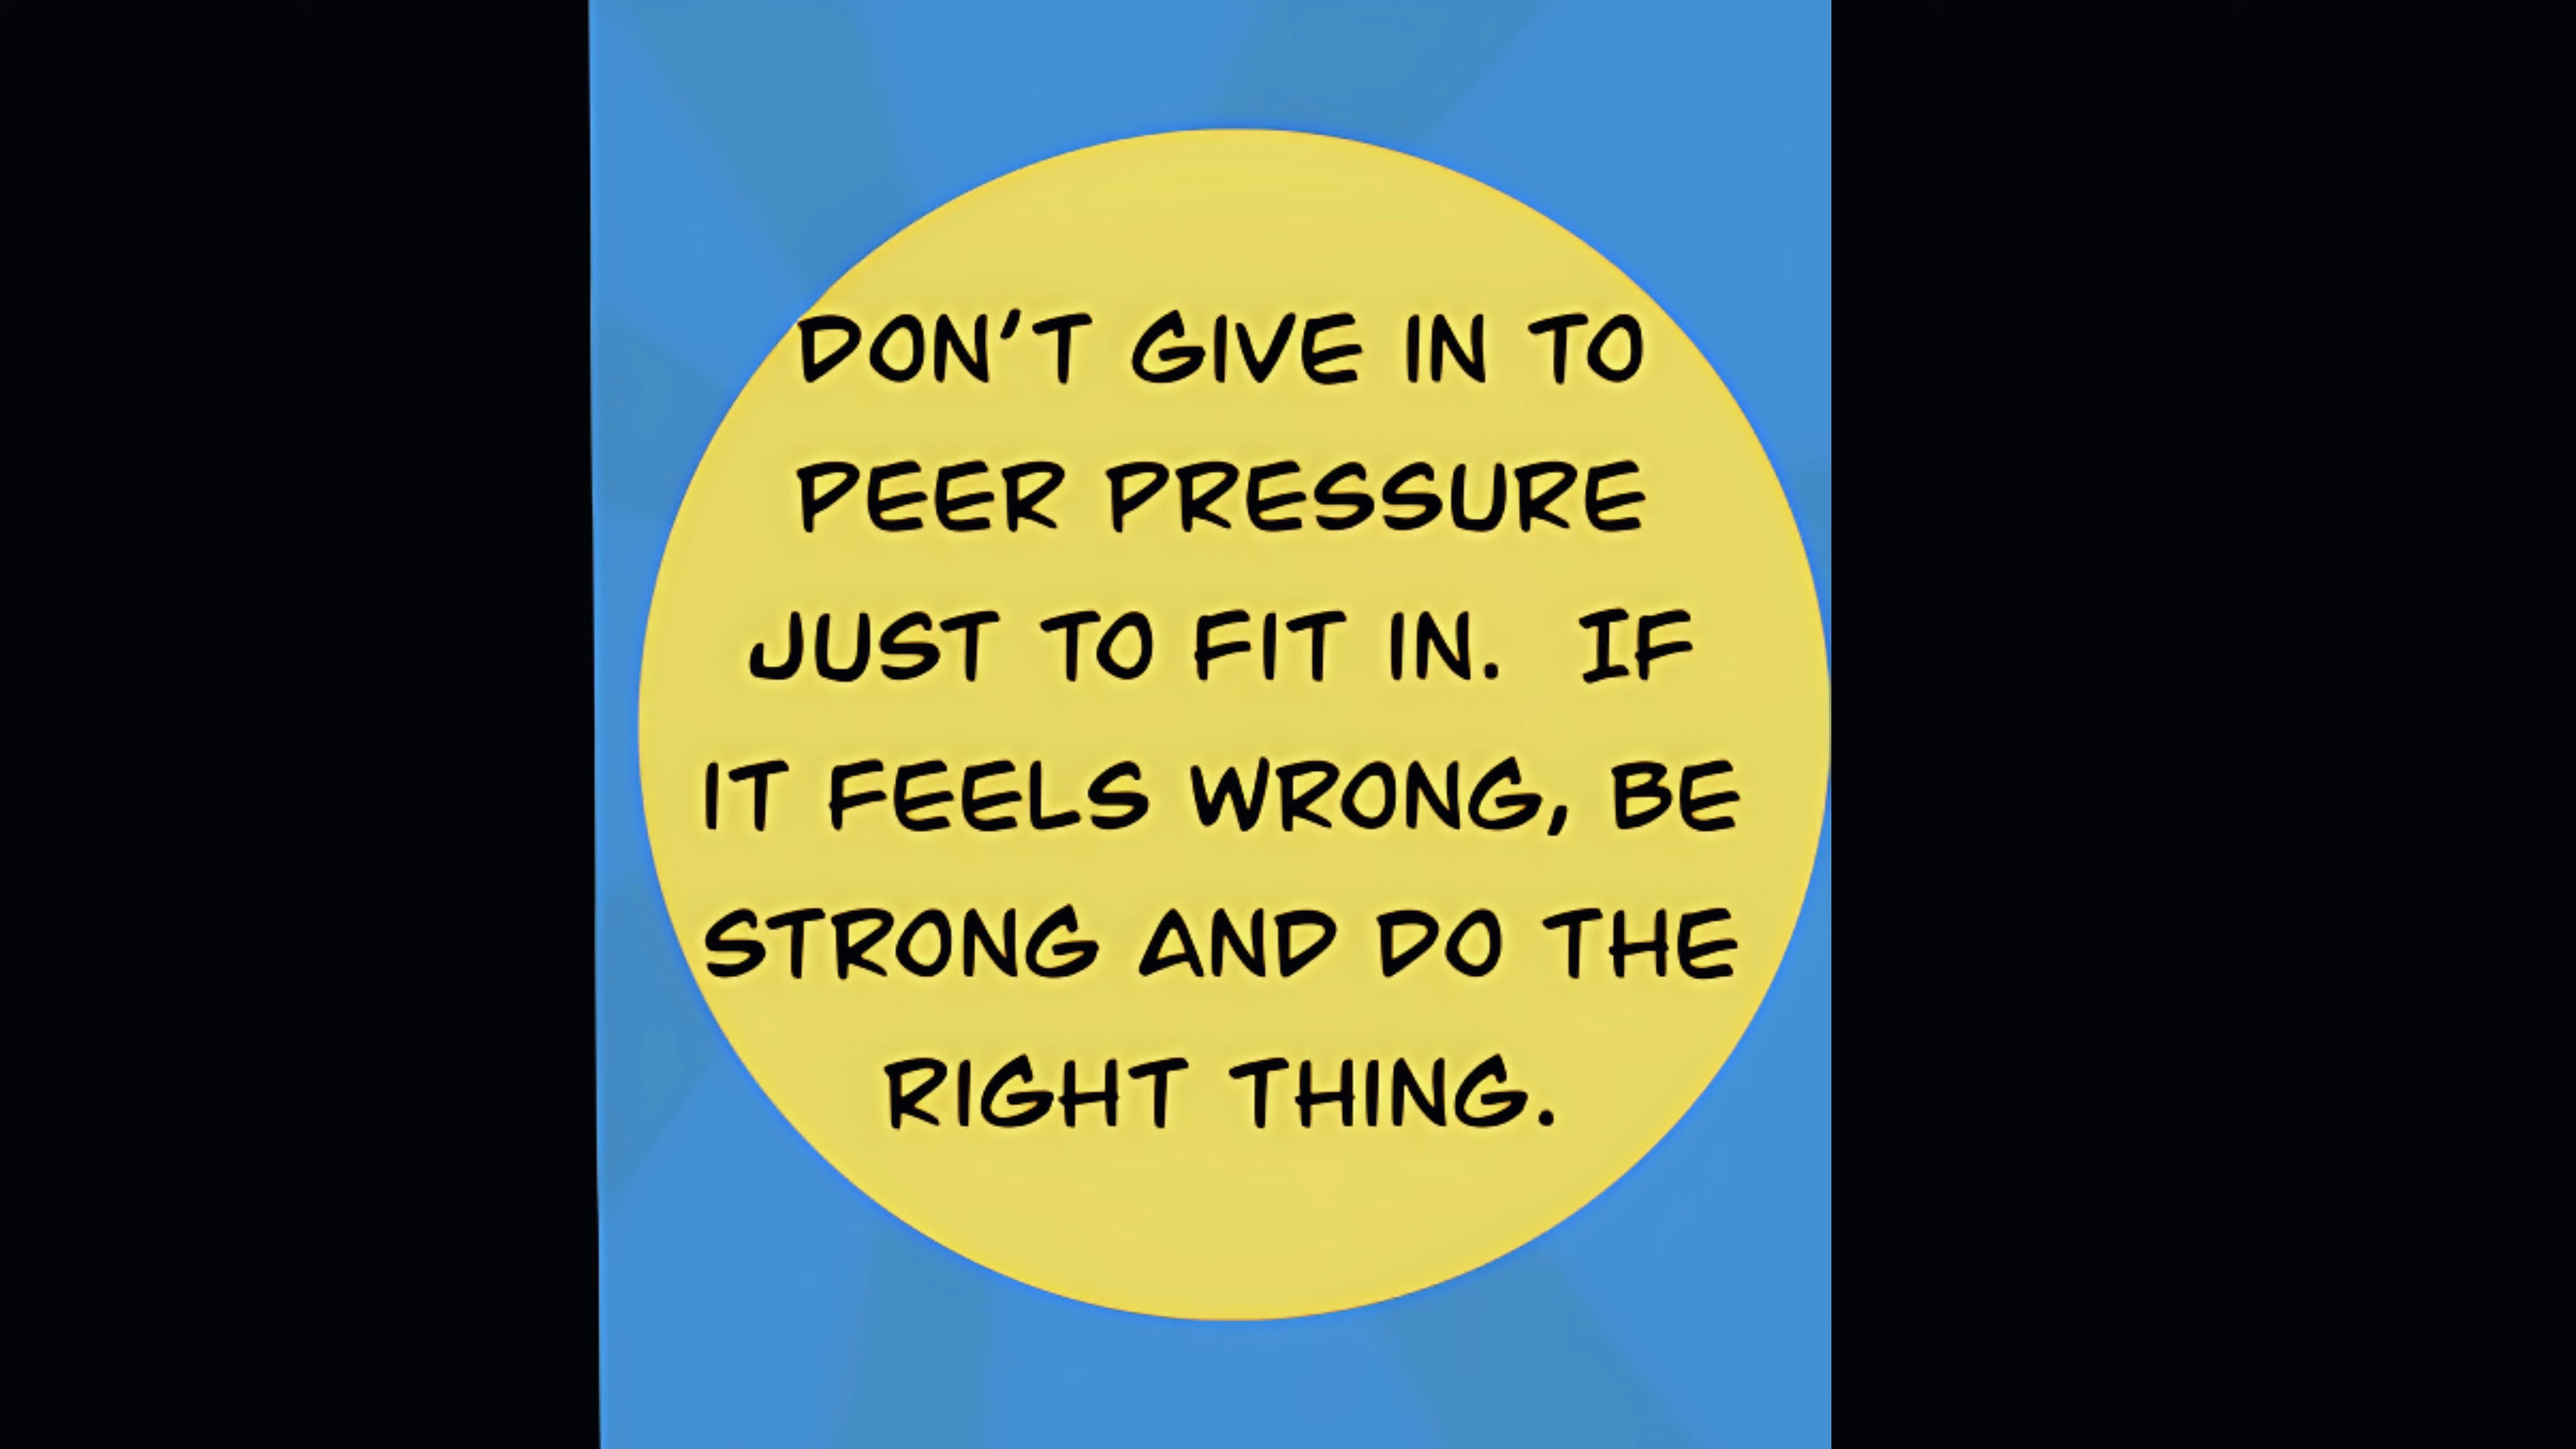 DON'T GIVE IN TO
PEER PRESSURE
JUST TO FIT IN. IF
IT FEELS WRONG, BE
STRONG AND DO THE
RIGHT THING.